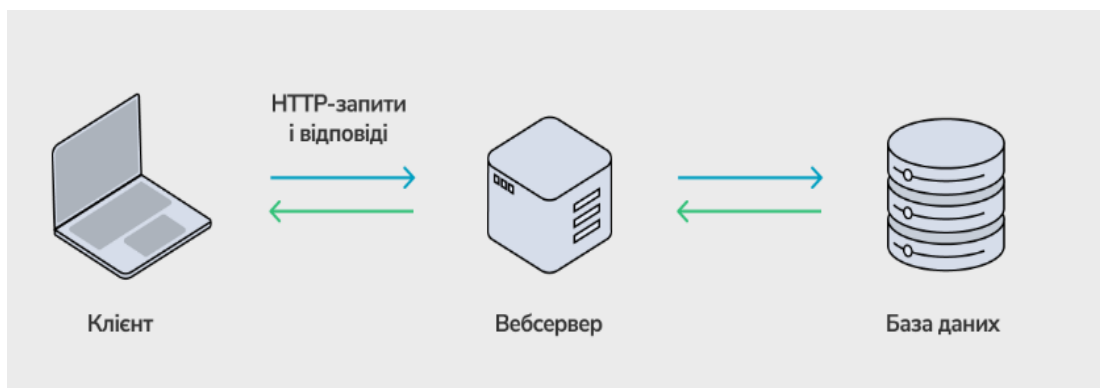 HTTP-запити
і відповіді
Клієнт
Вебсервер
База даних